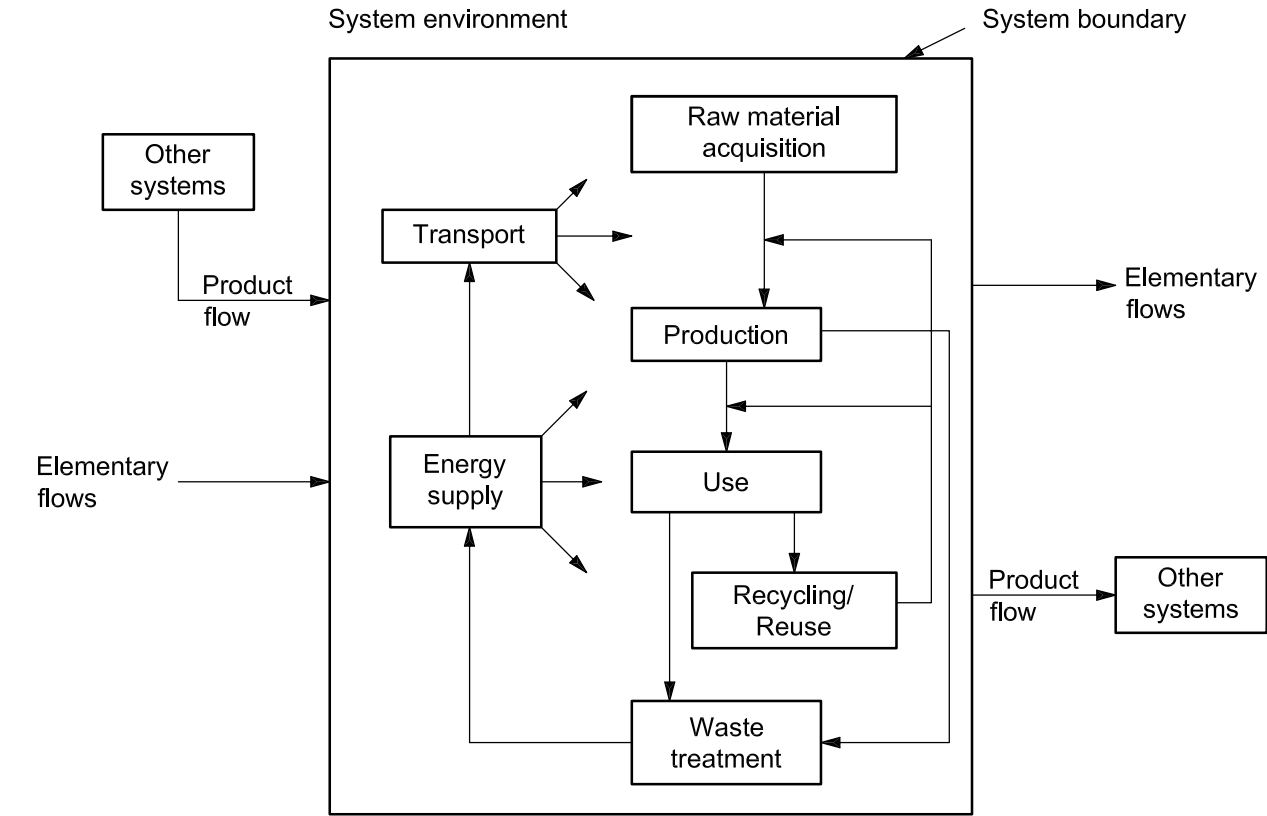 System environment
System boundary
Raw material
acquisition
Other
systems
Transport
Product
flow
Elementary
flows
Production
Elementary
flows
Energy
supply
Use
Recycling/
Reuse
Product
flow
Other
systems
Waste
treatment